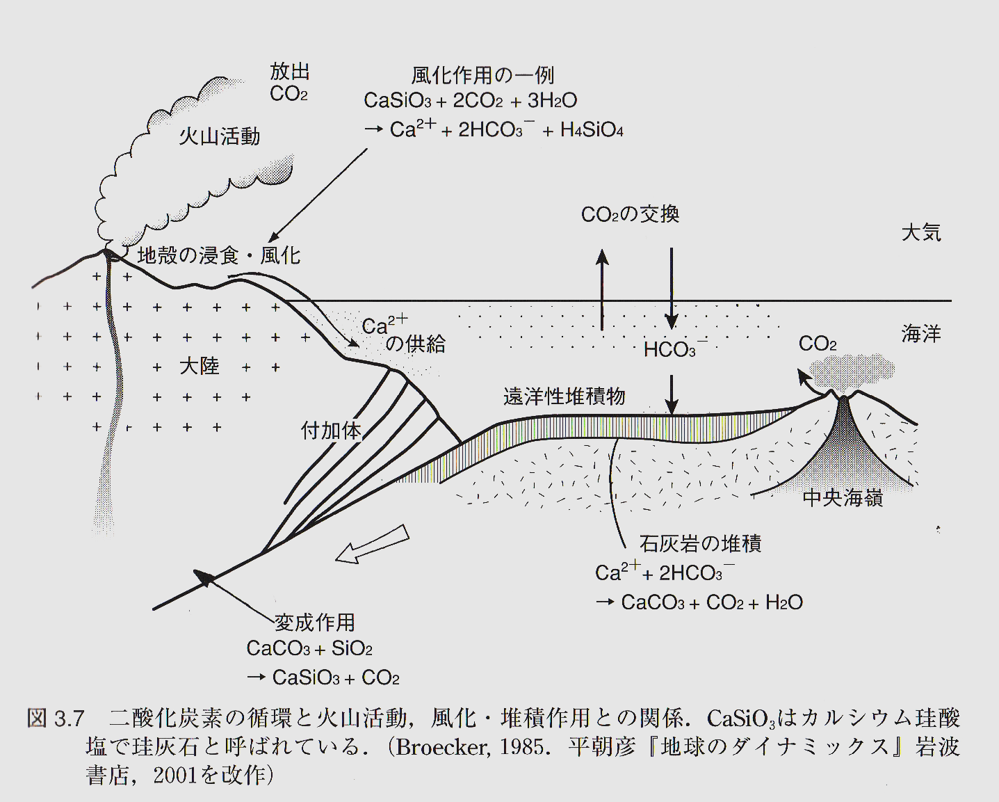 放出
CO₂
火山活動
風化作用の一例
CaSiO₃ + 2CO₂ + 3H₂O
→ Ca²⁺ + 2HCO₃⁻ + H₄SiO₄
地殻の浸食・風化
CO₂の交換
大気
Ca²⁺
の供給
HCO₃⁻
CO₂
海洋
大陸
遠洋性堆積物
付加体
中央海嶺
石灰岩の堆積
Ca²⁺ + 2HCO₃⁻
→ CaCO₃ + CO₂ + H₂O
変成作用
CaCO₃ + SiO₂
→ CaSiO₃ + CO₂
図 3.7 二酸化炭素の循環と火山活動，風化・堆積作用との関係．CaSiO₃はカルシウム珪酸
塩で珪灰石と呼ばれている．(Broecker, 1985．平朝彦『地球のダイナミックス』岩波
書店，2001を改作)